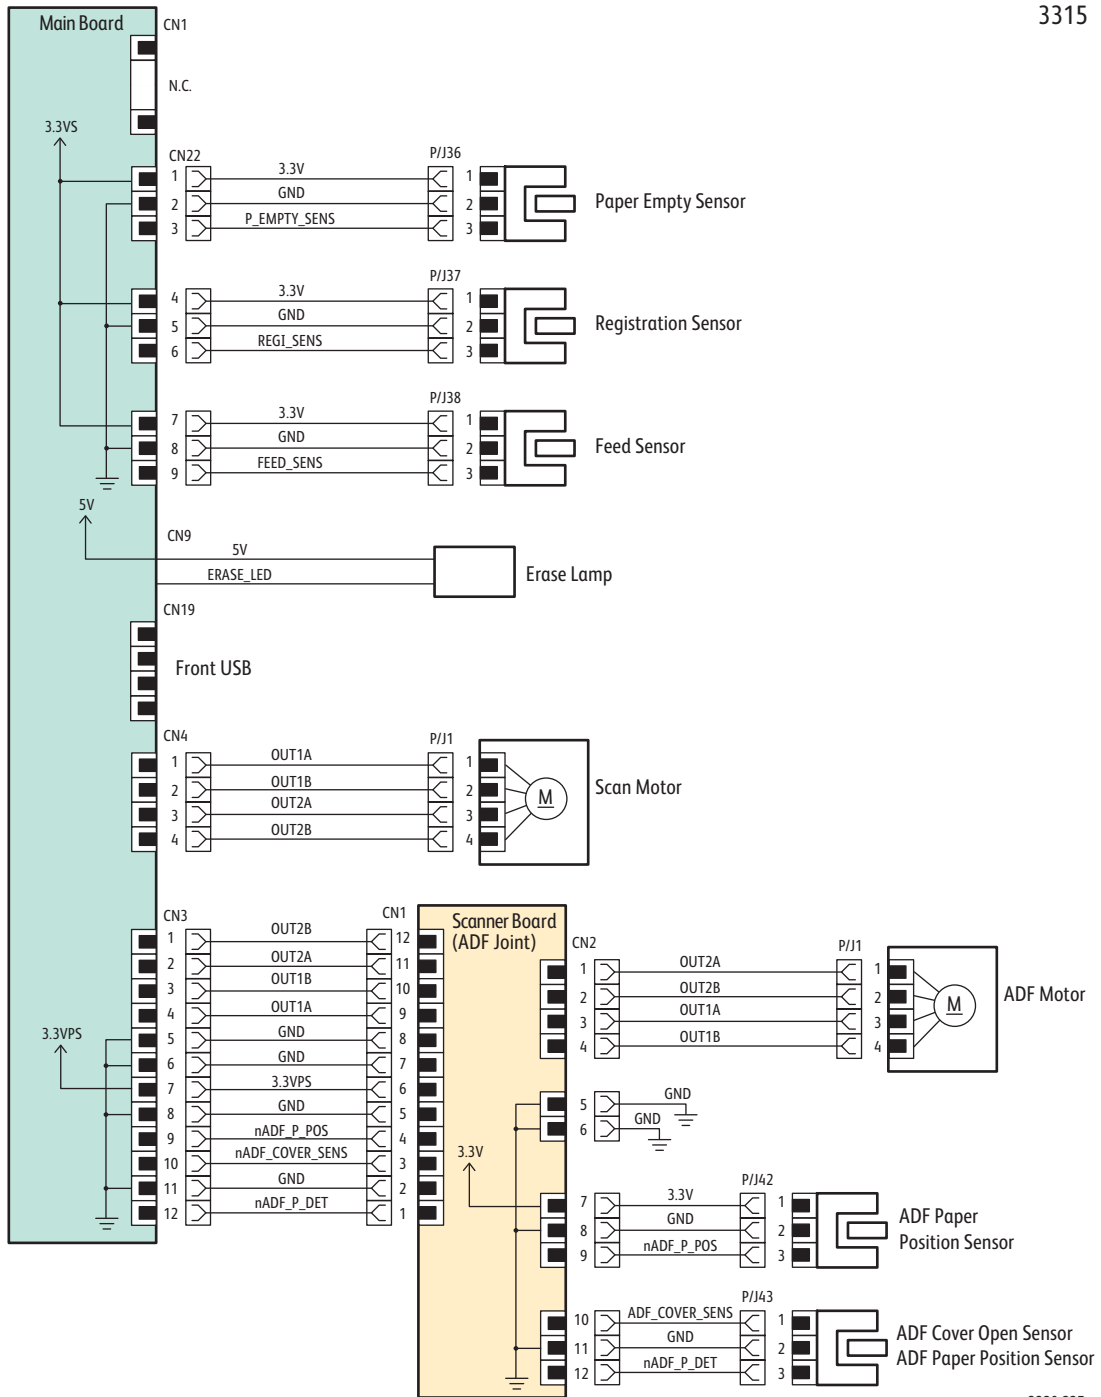 3315
Main Board
CN1
N.C.
3.3VS
CN22
P/J36
1 3.3V 1
2 GND 2
3 P_EMPTY_SENS 3
Paper Empty Sensor
P/J37
4 3.3V 1
5 GND 2
6 REGI_SENS 3
Registration Sensor
P/J38
7 3.3V 1
8 GND 2
9 FEED_SENS 3
Feed Sensor
5V
CN9
5V
ERASE_LED
Erase Lamp
CN19
Front USB
CN4
P/J1
1 OUT1A 1
2 OUT1B 2
3 OUT2A 3
4 OUT2B 4
M
Scan Motor
CN3
CN1
1 OUT2B 12
2 OUT2A 11
3 OUT1B 10
4 OUT1A 9
5 GND 8
6 GND 7
7 3.3VPS 6
8 GND 5
9 nADF_P_POS 4
10 nADF_COVER_SENS 3
11 GND 2
12 nADF_P_DET 1
3.3VPS
Scanner Board
(ADF Joint)
CN2
P/J1
1 OUT2A 1
2 OUT2B 2
3 OUT1A 3
4 OUT1B 4
M
ADF Motor
5 GND
6 GND
3.3V
P/J42
7 3.3V 1
8 GND 2
9 nADF_P_POS 3
ADF Paper
Position Sensor
P/J43
10 ADF_COVER_SENS 1
11 GND 2
12 nADF_P_DET 3
ADF Cover Open Sensor
ADF Paper Position Sensor